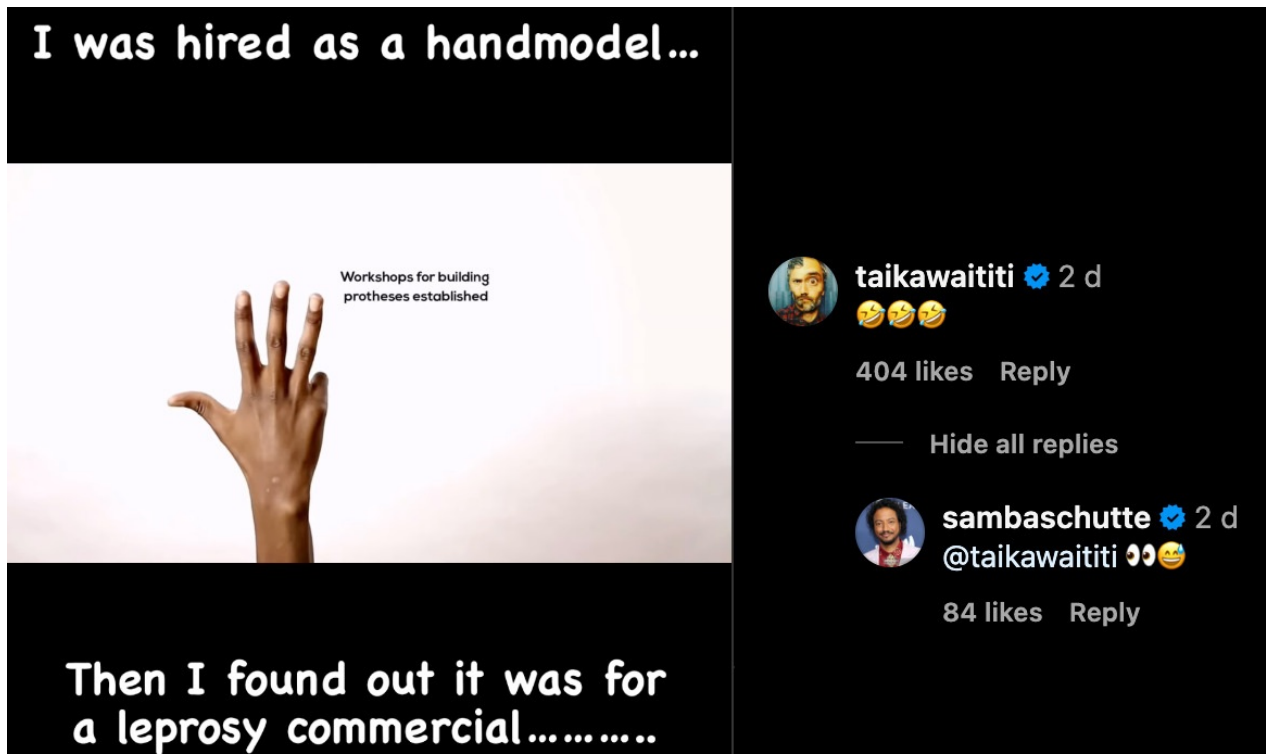 I was hired as a handmodel...
Workshops for building
protheses established
Then I found out it was for
a leprosy commercial............
taikawaititi 2 d
🤣🤣🤣
404 likes Reply
Hide all replies
sambaschutte 2 d
@taikawaititi 👀😅
84 likes Reply